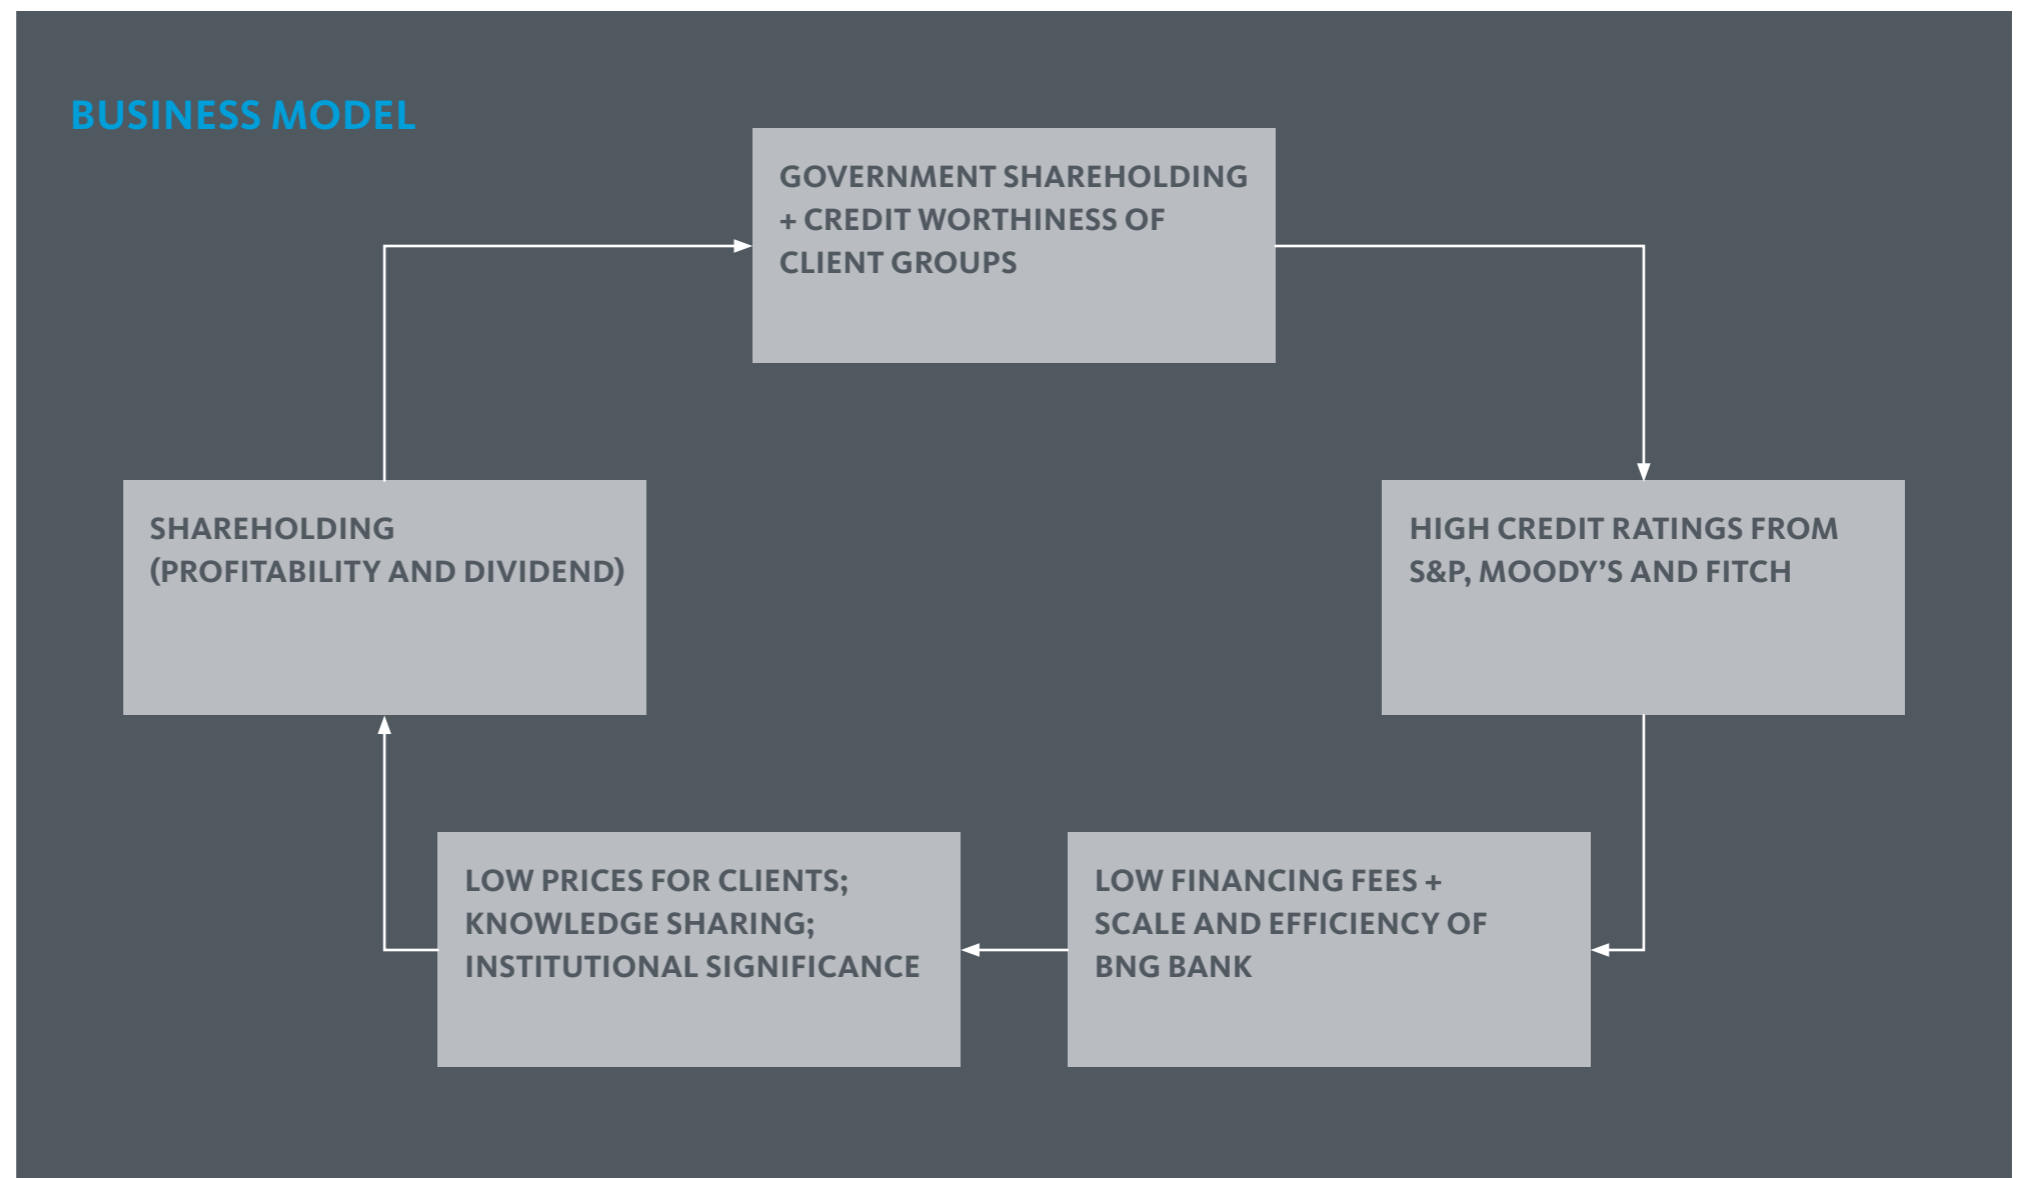 BUSINESS MODEL
GOVERNMENT SHAREHOLDING
+ CREDIT WORTHINESS OF
CLIENT GROUPS
SHAREHOLDING
(PROFITABILITY AND DIVIDEND)
HIGH CREDIT RATINGS FROM
S&P, MOODY’S AND FITCH
LOW PRICES FOR CLIENTS;
KNOWLEDGE SHARING;
INSTITUTIONAL SIGNIFICANCE
LOW FINANCING FEES +
SCALE AND EFFICIENCY OF
BNG BANK